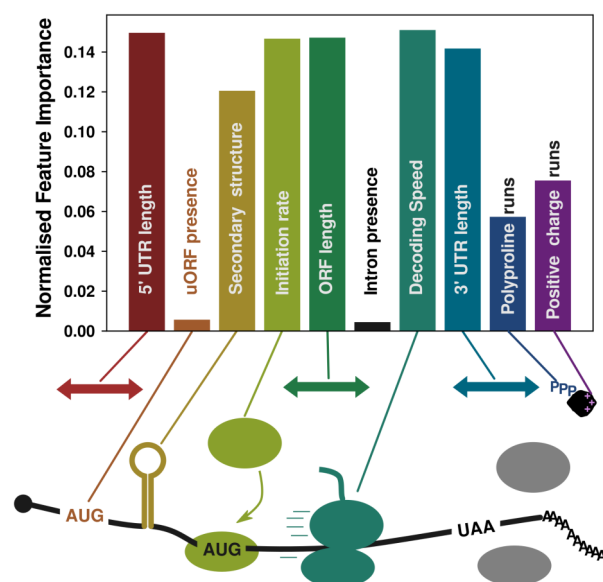 Normalised Feature Importance
0.14
0.12
0.10
0.08
0.06
0.04
0.02
0.00
5' UTR length
uORF presence
Secondary structure
Initiation rate
ORF length
Intron presence
Decoding Speed
3' UTR length
Polyproline runs
Positive charge runs
PPP
+ + + +
AUG
AUG
UAA